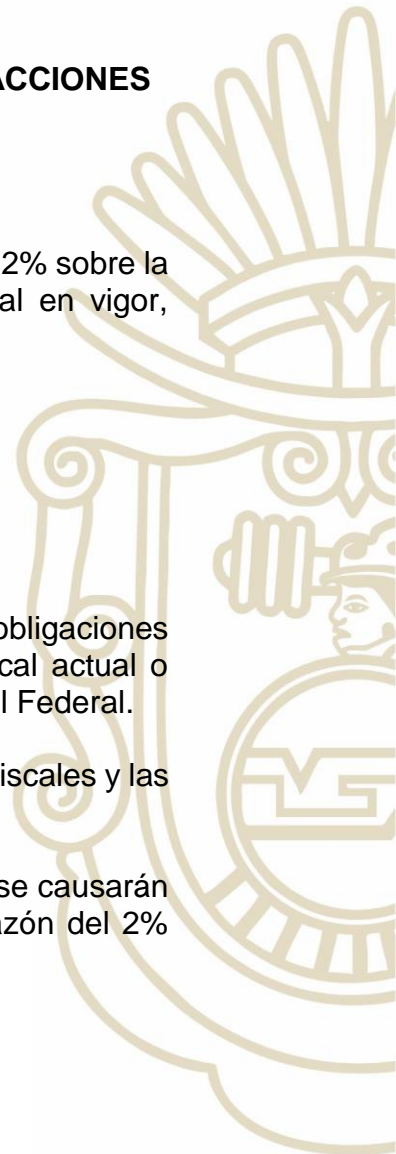 ACCIONES
2% sobre la
al en vigor,
obligaciones
cal actual o
l Federal.
iscales y las
se causarán
azón del 2%